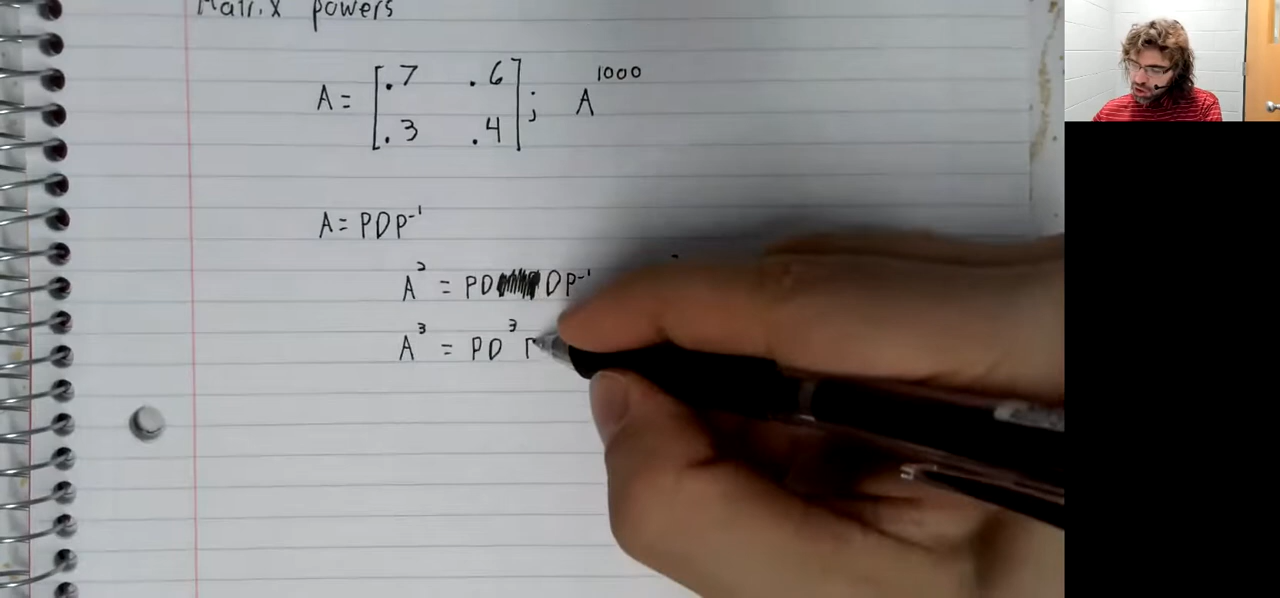 Matrix powers
A = [.7 .6
.3 .4] ; A^1000
A = PDP^-1
A^2 = PD DP^-1
A^3 = PD^3